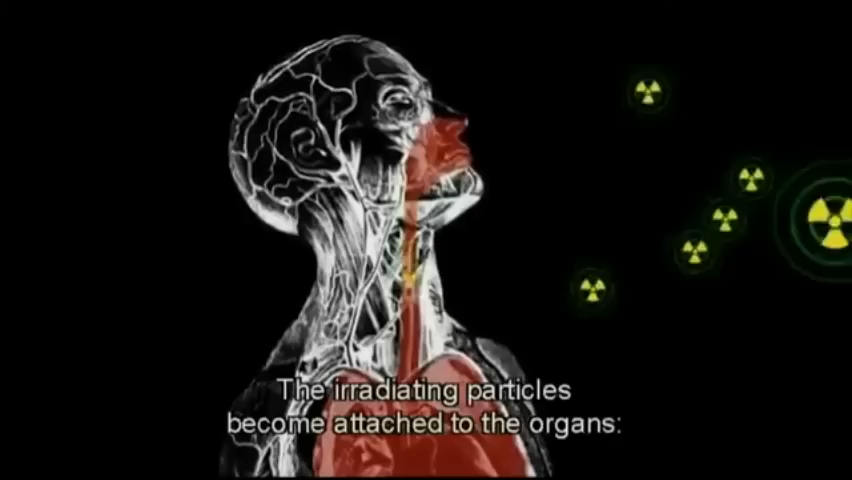 The irradiating particles
become attached to the organs: